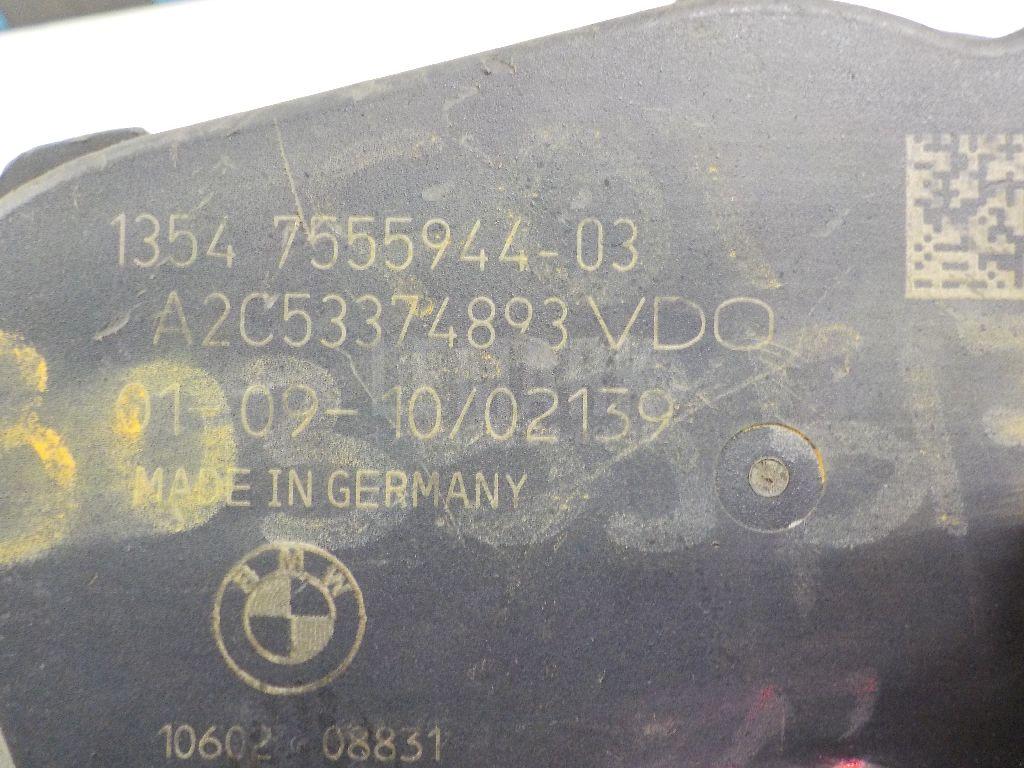 1354 7555944-03
A2C53374893 VDO
01-09-10/02139
MADE IN GERMANY
BMW
10602 08831